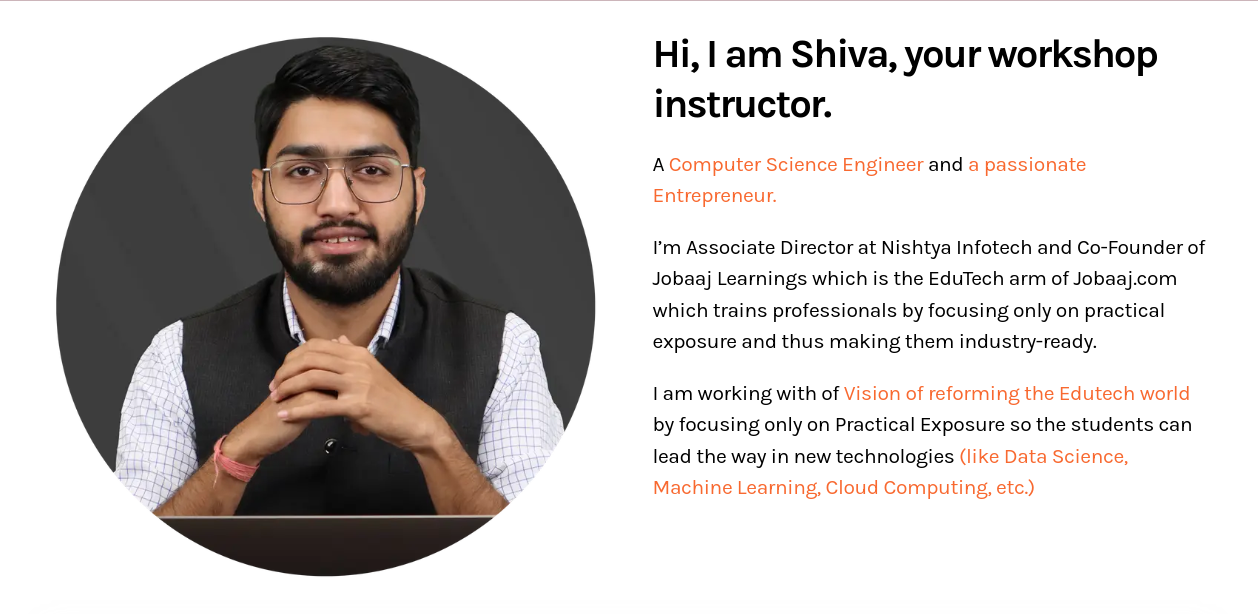 Hi, I am Shiva, your workshop
instructor.
A Computer Science Engineer and a passionate
Entrepreneur.
I’m Associate Director at Nishtya Infotech and Co-Founder of
Jobaaj Learnings which is the EduTech arm of Jobaaj.com
which trains professionals by focusing only on practical
exposure and thus making them industry-ready.
I am working with of Vision of reforming the Edutech world
by focusing only on Practical Exposure so the students can
lead the way in new technologies (like Data Science,
Machine Learning, Cloud Computing, etc.)